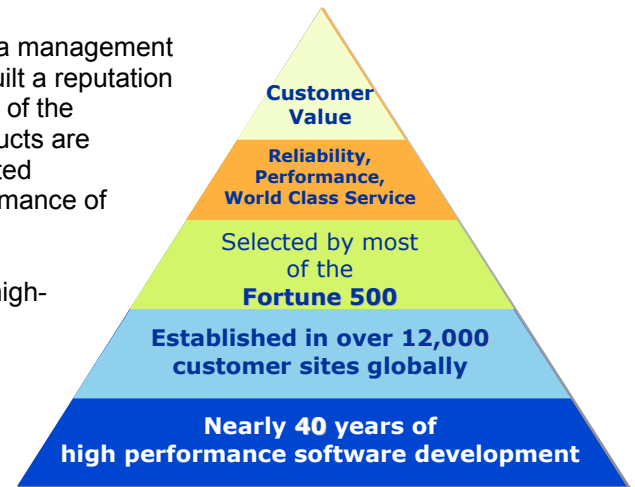 a management
uilt a reputation
of the
ucts are
ted
mance of
igh-
Customer
Value
Reliability,
Performance,
World Class Service
Selected by most
of the
Fortune 500
Established in over 12,000
customer sites globally
Nearly 40 years of
high performance software development